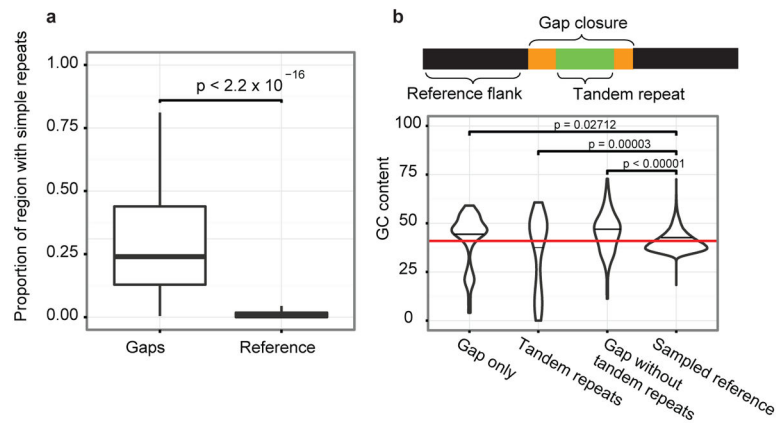 a
Proportion of region with simple repeats
1.00
0.75
0.50
0.25
0.00
p < 2.2 x 10⁻¹⁶
Gaps
Reference
b
Gap closure
Reference flank
Tandem repeat
GC content
100
75
50
25
0
p = 0.02712
p = 0.00003
p < 0.00001
Gap only
Tandem repeats
Gap without
tandem repeats
Sampled reference